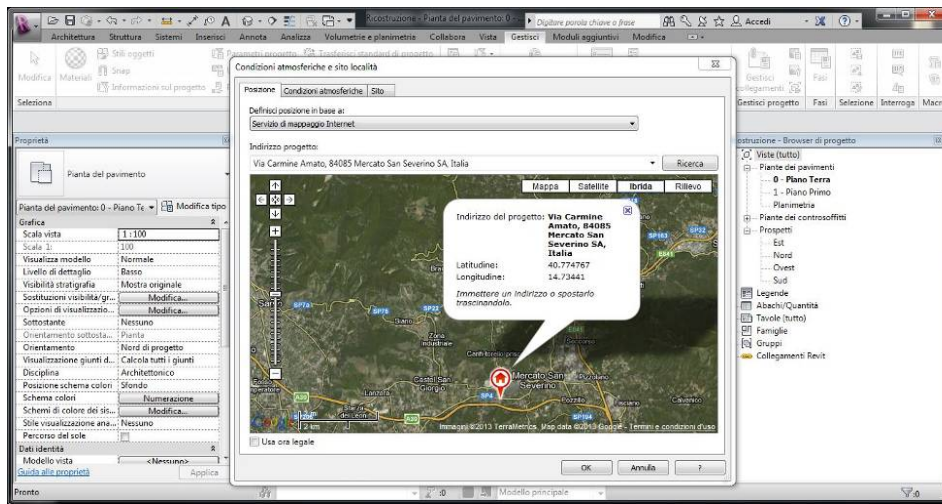 Ricostruzione - Pianta del pavimento: 0 -
Digitare parola chiave o frase
Accedi
Architettura Struttura Sistemi Inserisci Annota Analizza Volumetrie e planimetria Collabora Vista Gestisci Moduli aggiuntivi Modifica
Modifica
Materiali
Stili oggetti
Snap
Informazioni sul progetto
Parametri progetto
Trasferisci standard di progetto
Gestisci collegamenti
Fasi
Seleziona
Gestisci progetto Fasi Selezione Interroga Macro
Proprietà
Pianta del pavimento
Pianta del pavimento: 0 - Piano Te
Modifica tipo
Grafica
Scala vista 1 : 100
Scala 1: 100
Visualizza modello Normale
Livello di dettaglio Basso
Visibilità stratigrafia Mostra originale
Sostituzioni visibilità/gr... Modifica...
Opzioni di visualizzazio... Modifica...
Sottostante Nessuno
Orientamento sottosta... Pianta
Orientamento Nord di progetto
Visualizzazione giunti d... Calcola tutti i giunti
Disciplina Architettonico
Posizione schema colori Sfondo
Schema colori Numerazione
Schemi di colore dei sis... Modifica...
Stile visualizzazione ana... Nessuno
Percorso del sole
Dati identità
Modello vista <Nessuno>
Guida alle proprietà
Applica
Pronto
Condizioni atmosferiche e sito località
Posizione Condizioni atmosferiche Sito
Definisci posizione in base a:
Servizio di mappaggio Internet
Indirizzo progetto:
Via Carmine Amato, 84085 Mercato San Severino SA, Italia
Ricerca
Mappa Satellite Ibrida Rilievo
Indirizzo del progetto: Via Carmine
Amato, 84085
Mercato San
Severino SA,
Italia
Latitudine: 40.774767
Longitudine: 14.73441
Immettere un indirizzo o spostarlo
trascinandolo.
Zona
Industriale
Castel San
Giorgio
Lanzara
Mercato San
Severino
Pozzillo
2 km
Immagini ©2013 TerraMetrics, Map data ©2013 Google - Termini e condizioni d'uso
Usa ora legale
OK Annulla ?
Modello principale
:0
:0
ostruzione - Browser di progetto
Viste (tutto)
Piante dei pavimenti
0 - Piano Terra
1 - Piano Primo
Planimetria
Piante dei controsoffitti
Prospetti
Est
Nord
Ovest
Sud
Legende
Abachi/Quantità
Tavole (tutto)
Famiglie
Gruppi
Collegamenti Revit